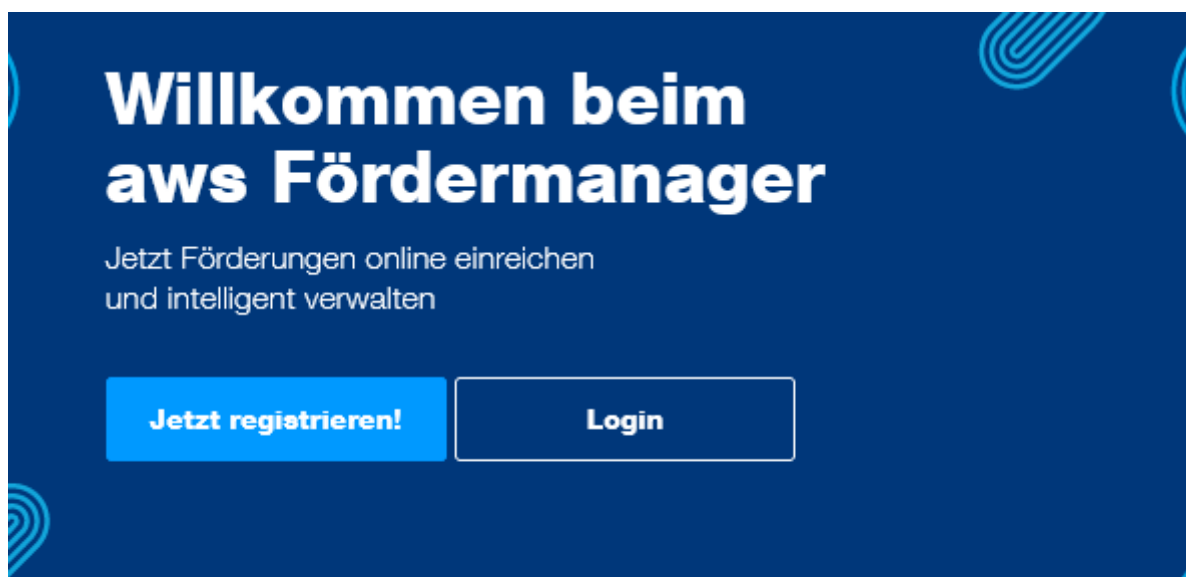 Willkommen beim
aws Fördermanager
Jetzt Förderungen online einreichen
und intelligent verwalten
Jetzt registrieren!
Login